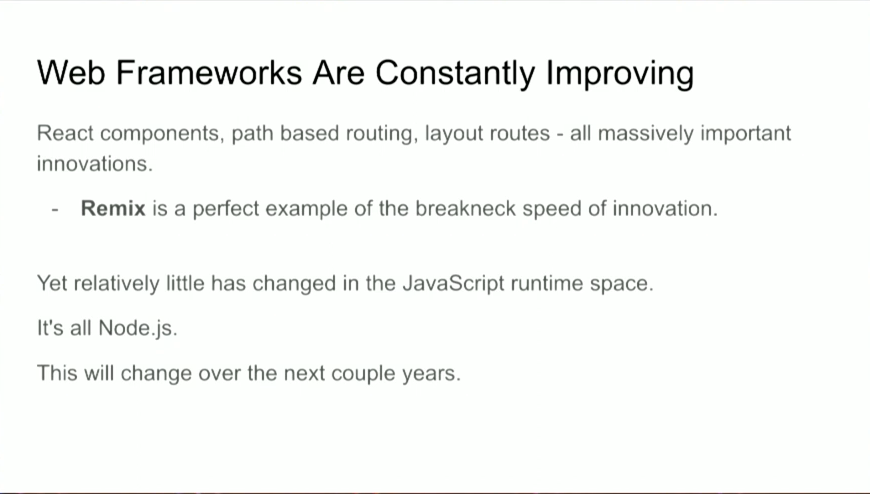 Web Frameworks Are Constantly Improving
React components, path based routing, layout routes - all massively important
innovations.
- Remix is a perfect example of the breakneck speed of innovation.
Yet relatively little has changed in the JavaScript runtime space.
It's all Node.js.
This will change over the next couple years.